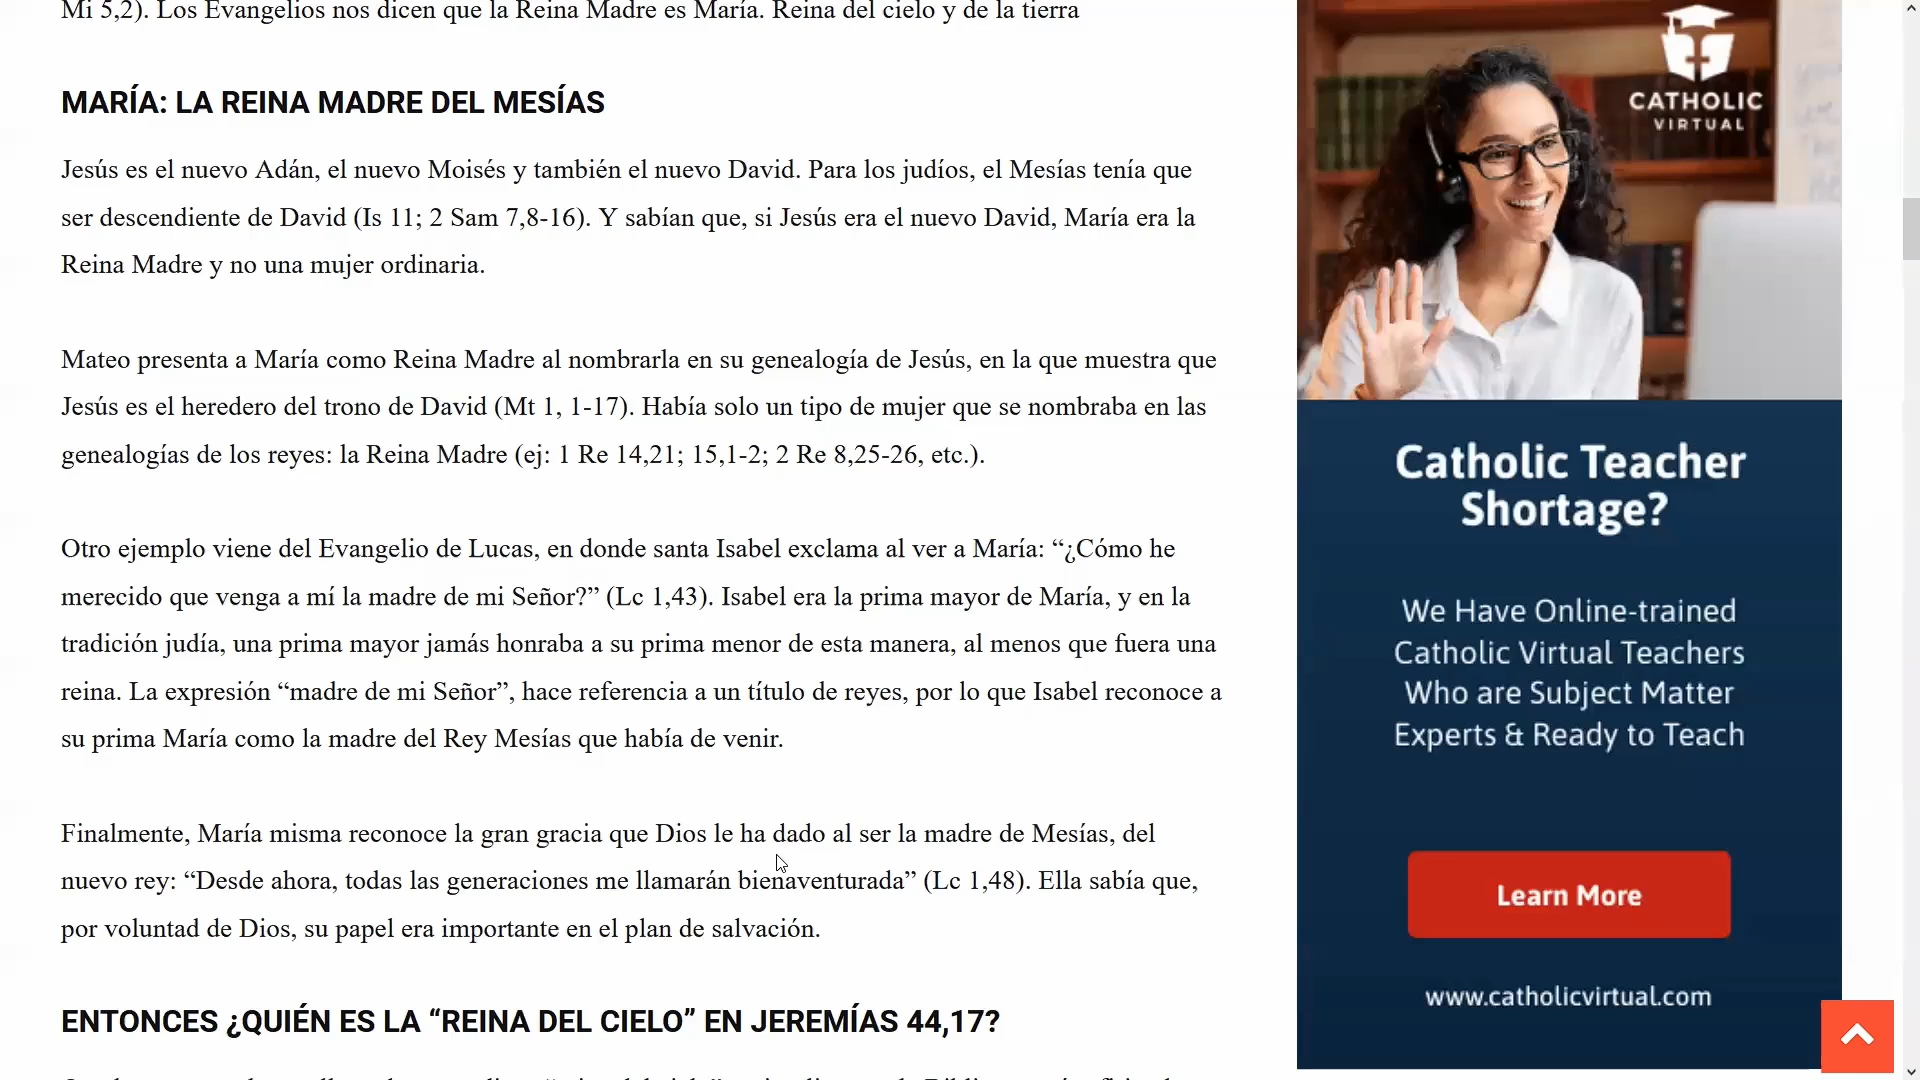 Mi 5,2). Los Evangelios nos dicen que la Reina Madre es María. Reina del cielo y de la tierra
MARÍA: LA REINA MADRE DEL MESÍAS
Jesús es el nuevo Adán, el nuevo Moisés y también el nuevo David. Para los judíos, el Mesías tenía que
ser descendiente de David (Is 11; 2 Sam 7,8-16). Y sabían que, si Jesús era el nuevo David, María era la
Reina Madre y no una mujer ordinaria.
Mateo presenta a María como Reina Madre al nombrarla en su genealogía de Jesús, en la que muestra que
Jesús es el heredero del trono de David (Mt 1, 1-17). Había solo un tipo de mujer que se nombraba en las
genealogías de los reyes: la Reina Madre (ej: 1 Re 14,21; 15,1-2; 2 Re 8,25-26, etc.).
Otro ejemplo viene del Evangelio de Lucas, en donde santa Isabel exclama al ver a María: “¿Cómo he
merecido que venga a mí la madre de mi Señor?” (Lc 1,43). Isabel era la prima mayor de María, y en la
tradición judía, una prima mayor jamás honraba a su prima menor de esta manera, al menos que fuera una
reina. La expresión “madre de mi Señor”, hace referencia a un título de reyes, por lo que Isabel reconoce a
su prima María como la madre del Rey Mesías que había de venir.
Finalmente, María misma reconoce la gran gracia que Dios le ha dado al ser la madre de Mesías, del
nuevo rey: “Desde ahora, todas las generaciones me llamarán bienaventurada” (Lc 1,48). Ella sabía que,
por voluntad de Dios, su papel era importante en el plan de salvación.
ENTONCES ¿QUIÉN ES LA “REINA DEL CIELO” EN JEREMÍAS 44,17?
CATHOLIC
VIRTUAL
Catholic Teacher
Shortage?
We Have Online-trained
Catholic Virtual Teachers
Who are Subject Matter
Experts & Ready to Teach
Learn More
www.catholicvirtual.com